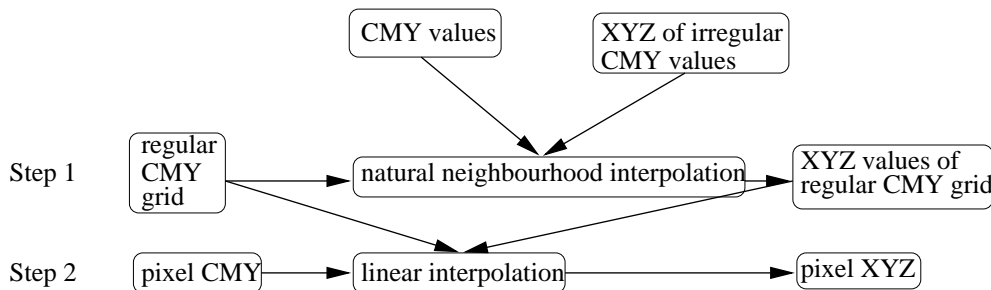 CMY values
XYZ of irregular
CMY values
Step 1
regular
CMY
grid
natural neighbourhood interpolation
XYZ values of
regular CMY grid
Step 2
pixel CMY
linear interpolation
pixel XYZ